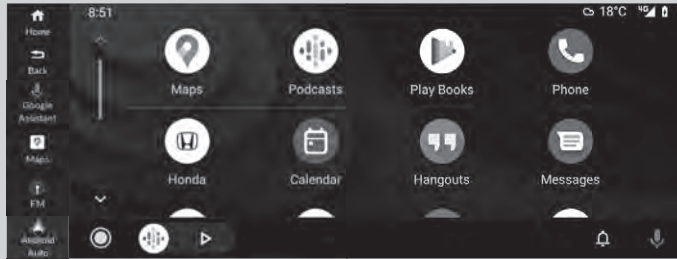 Home
Back
Google
Assistant
Maps
FM
Android
Auto
8:51
18°C 4G
Maps Podcasts Play Books Phone
Honda Calendar Hangouts Messages